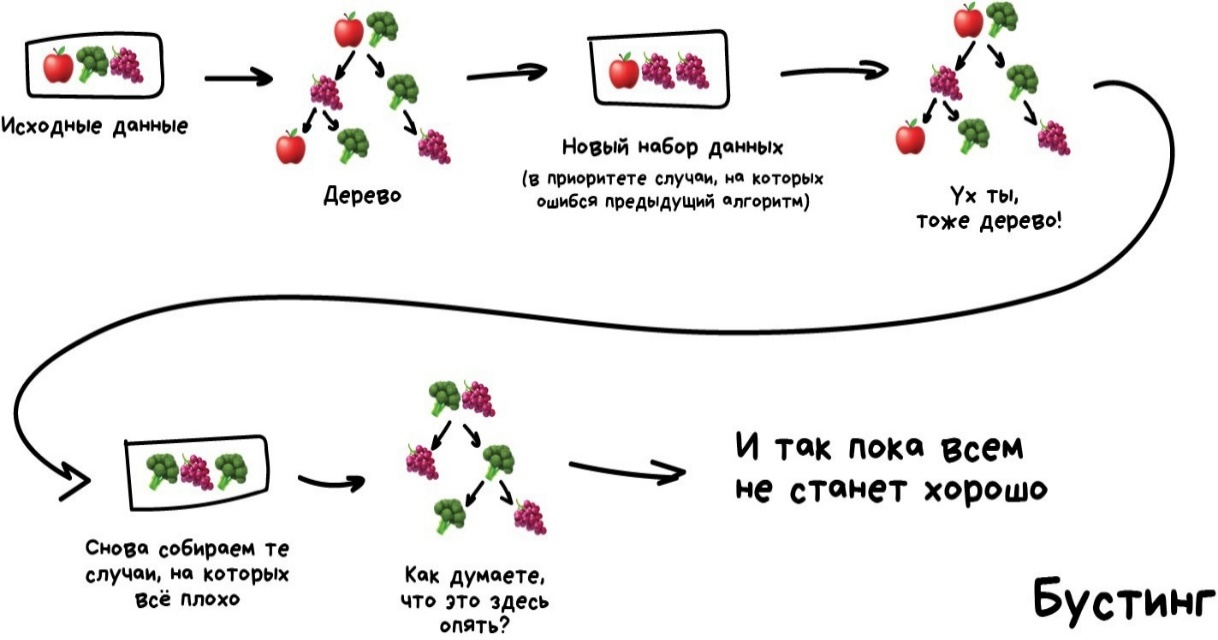 Исходные данные
Дерево
Новый набор данных
(в приоритете случаи, на которых
ошибся предыдущий алгоритм)
Ух ты,
тоже дерево!
Снова собираем те
случаи, на которых
всё плохо
Как думаете,
что это здесь
опять?
И так пока всем
не станет хорошо
Бустинг